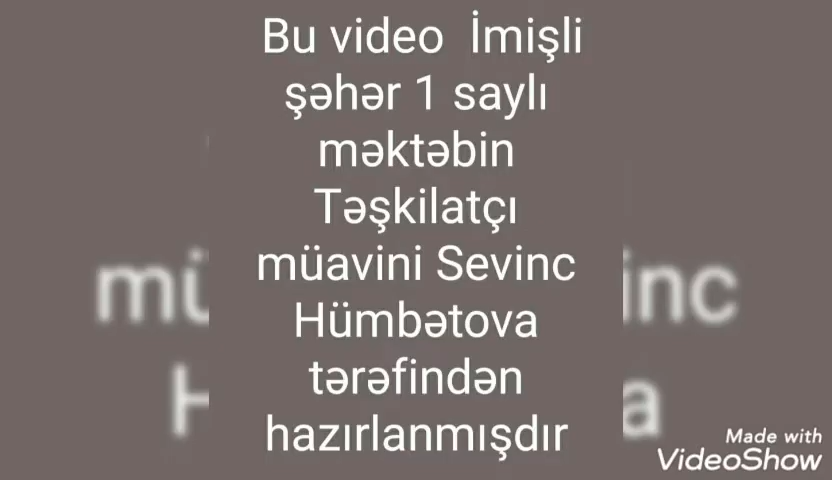 Bu video İmişli
şəhər 1 saylı
məktəbin
Təşkilatçı
müavini Sevinc
Hümbətova
tərəfindən
hazırlanmışdır
Made with
VideoShow